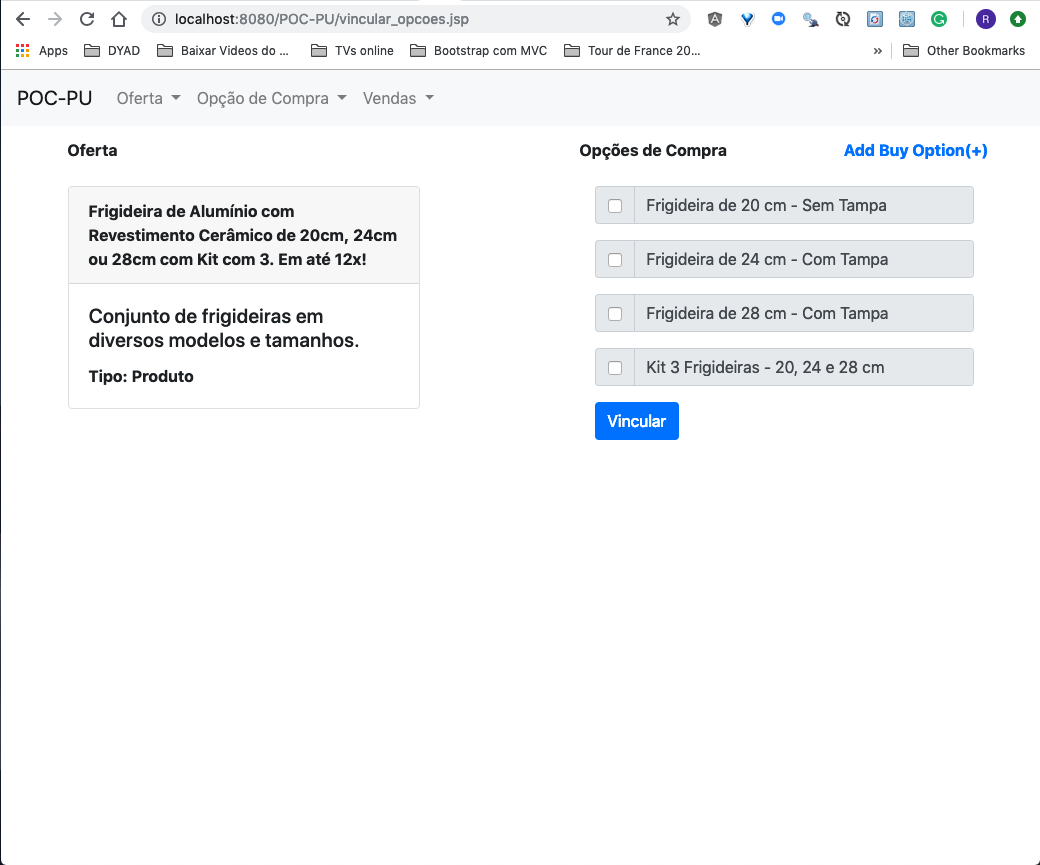 localhost:8080/POC-PU/vincular_opcoes.jsp
Apps DYAD Baixar Videos do ... TVs online Bootstrap com MVC Tour de France 20... » Other Bookmarks
POC-PU Oferta Opção de Compra Vendas
Oferta
Frigideira de Alumínio com
Revestimento Cerâmico de 20cm, 24cm
ou 28cm com Kit com 3. Em até 12x!
Conjunto de frigideiras em
diversos modelos e tamanhos.
Tipo: Produto
Opções de Compra Add Buy Option(+)
Frigideira de 20 cm - Sem Tampa
Frigideira de 24 cm - Com Tampa
Frigideira de 28 cm - Com Tampa
Kit 3 Frigideiras - 20, 24 e 28 cm
Vincular